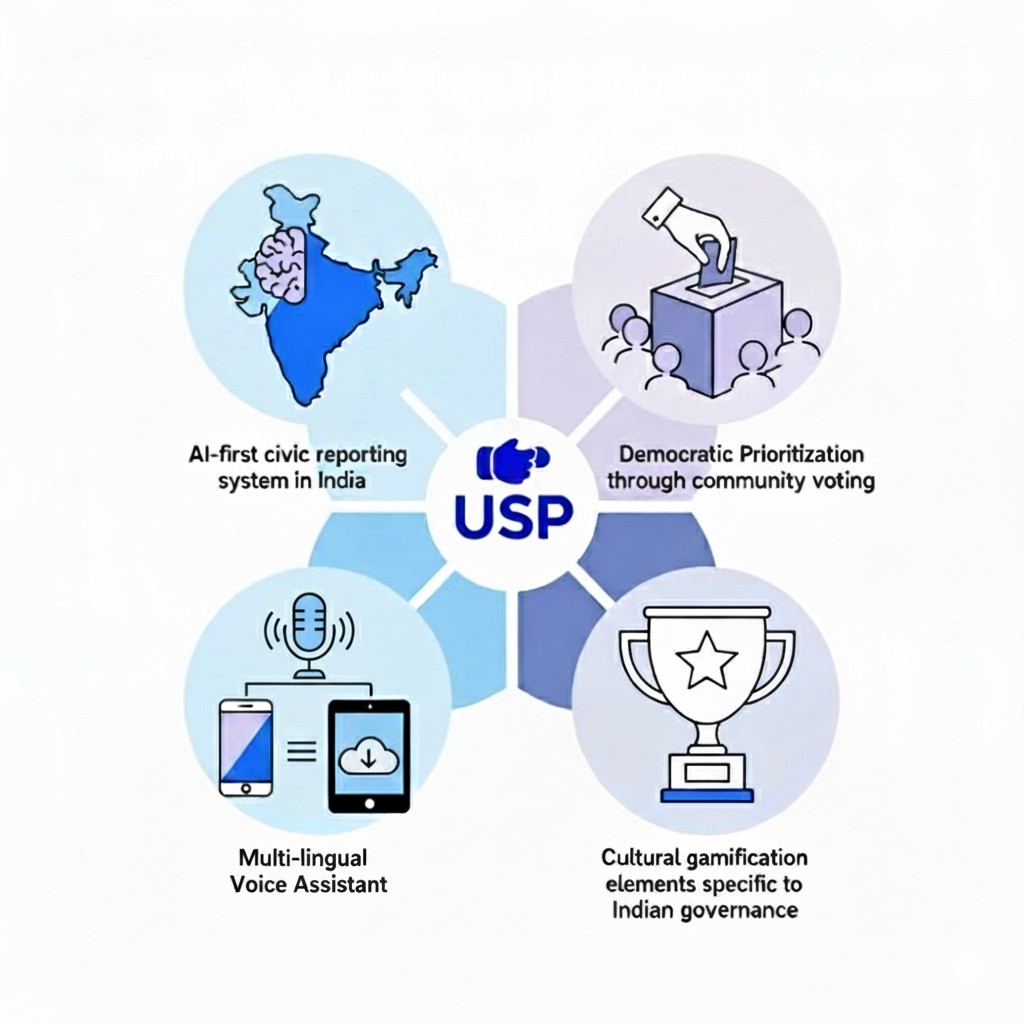 AI-first civic reporting
system in India
Democratic Prioritization
through community voting
USP
Multi-lingual
Voice Assistant
Cultural gamification
elements specific to
Indian governance